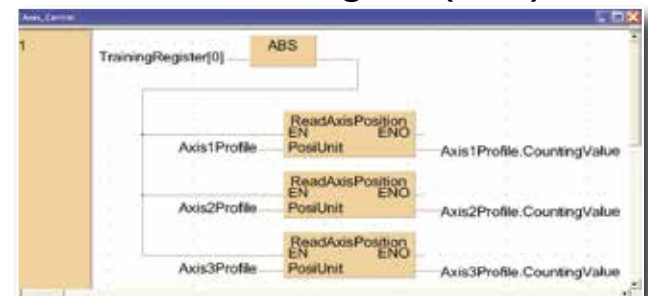 Axis_Control
1
TrainingRegister[0] ABS
ReadAxisPosition
EN ENO
Axis1Profile PosiUnit Axis1Profile.CountingValue
ReadAxisPosition
EN ENO
Axis2Profile PosiUnit Axis2Profile.CountingValue
ReadAxisPosition
EN ENO
Axis3Profile PosiUnit Axis3Profile.CountingValue